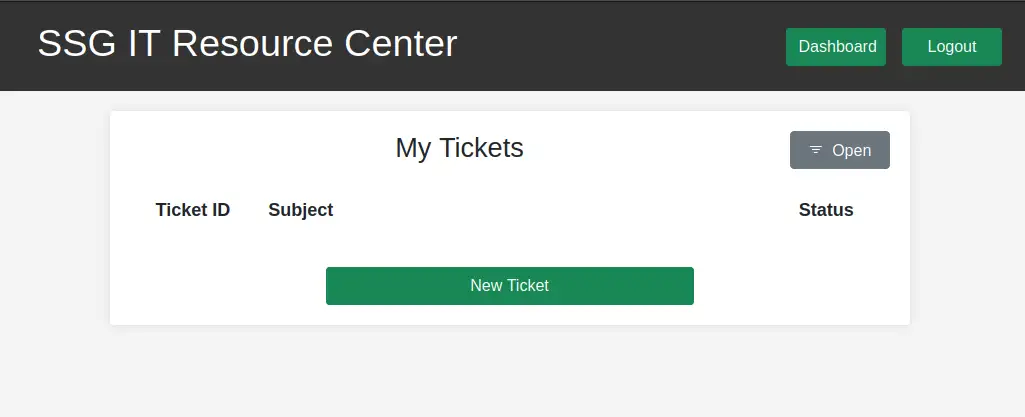 SSG IT Resource Center Dashboard Logout
My Tickets Open
Ticket ID Subject Status
New Ticket